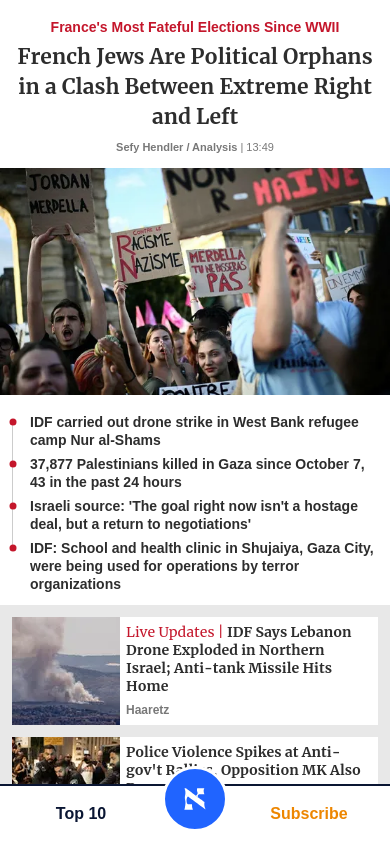 France's Most Fateful Elections Since WWII
French Jews Are Political Orphans
in a Clash Between Extreme Right
and Left
Sefy Hendler / Analysis | 13:49
JORDAN
MERDELLA
NON
R-HAINE
CONTRE LE
RACISME
NAZISME
MERDELLA
TU NE PASSERAS
PAS
CONTRE
IDF carried out drone strike in West Bank refugee
camp Nur al-Shams
37,877 Palestinians killed in Gaza since October 7,
43 in the past 24 hours
Israeli source: 'The goal right now isn't a hostage
deal, but a return to negotiations'
IDF: School and health clinic in Shujaiya, Gaza City,
were being used for operations by terror
organizations
Live Updates | IDF Says Lebanon
Drone Exploded in Northern
Israel; Anti-tank Missile Hits
Home
Haaretz
Police Violence Spikes at Anti-
gov't Rallies, Opposition MK Also
Top 10
Subscribe